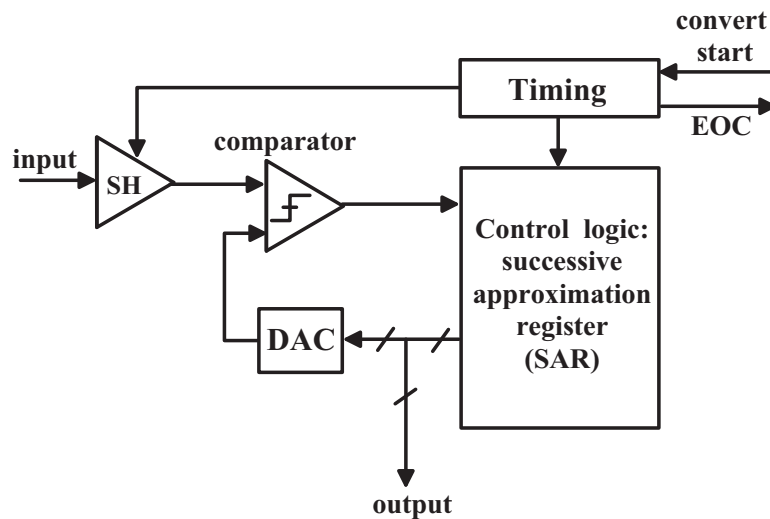 convert
start
Timing
EOC
comparator
input
SH
Control logic:
successive
approximation
register
(SAR)
DAC
output